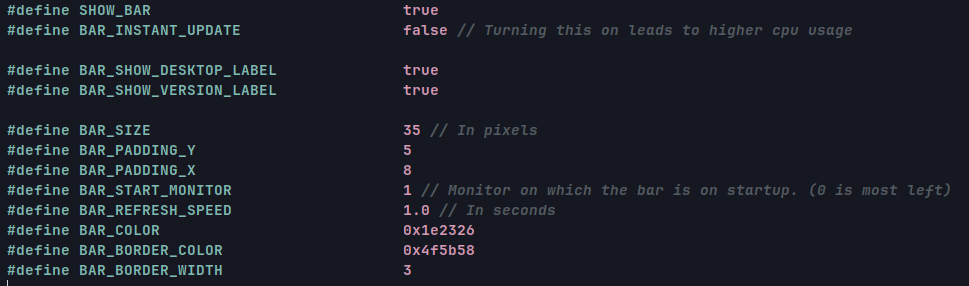 #define SHOW_BAR true
#define BAR_INSTANT_UPDATE false // Turning this on leads to higher cpu usage
#define BAR_SHOW_DESKTOP_LABEL true
#define BAR_SHOW_VERSION_LABEL true
#define BAR_SIZE 35 // In pixels
#define BAR_PADDING_Y 5
#define BAR_PADDING_X 8
#define BAR_START_MONITOR 1 // Monitor on which the bar is on startup. (0 is most left)
#define BAR_REFRESH_SPEED 1.0 // In seconds
#define BAR_COLOR 0x1e2326
#define BAR_BORDER_COLOR 0x4f5b58
#define BAR_BORDER_WIDTH 3